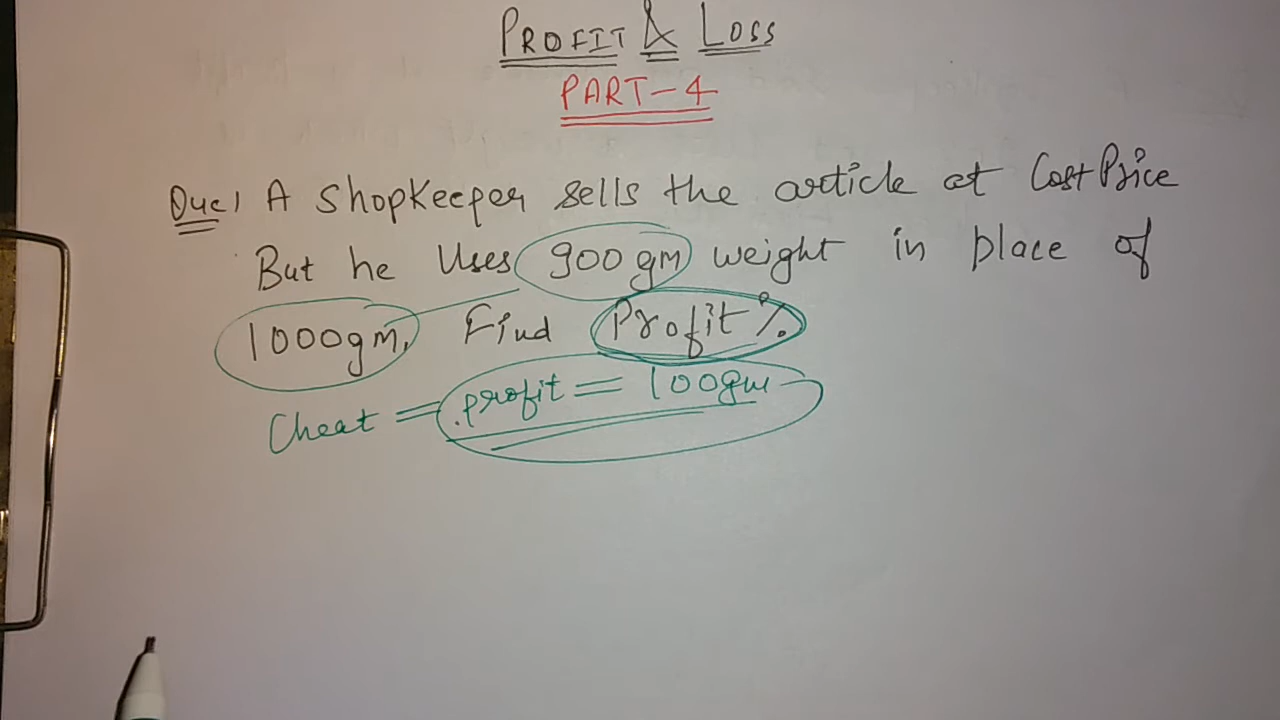 PROFIT & LOSS
PART-4
Que1 A Shopkeeper sells the article at Cost Price
But he Uses 900 gm weight in place of
1000gm, Find Profit %.
Cheat = profit = 100gm